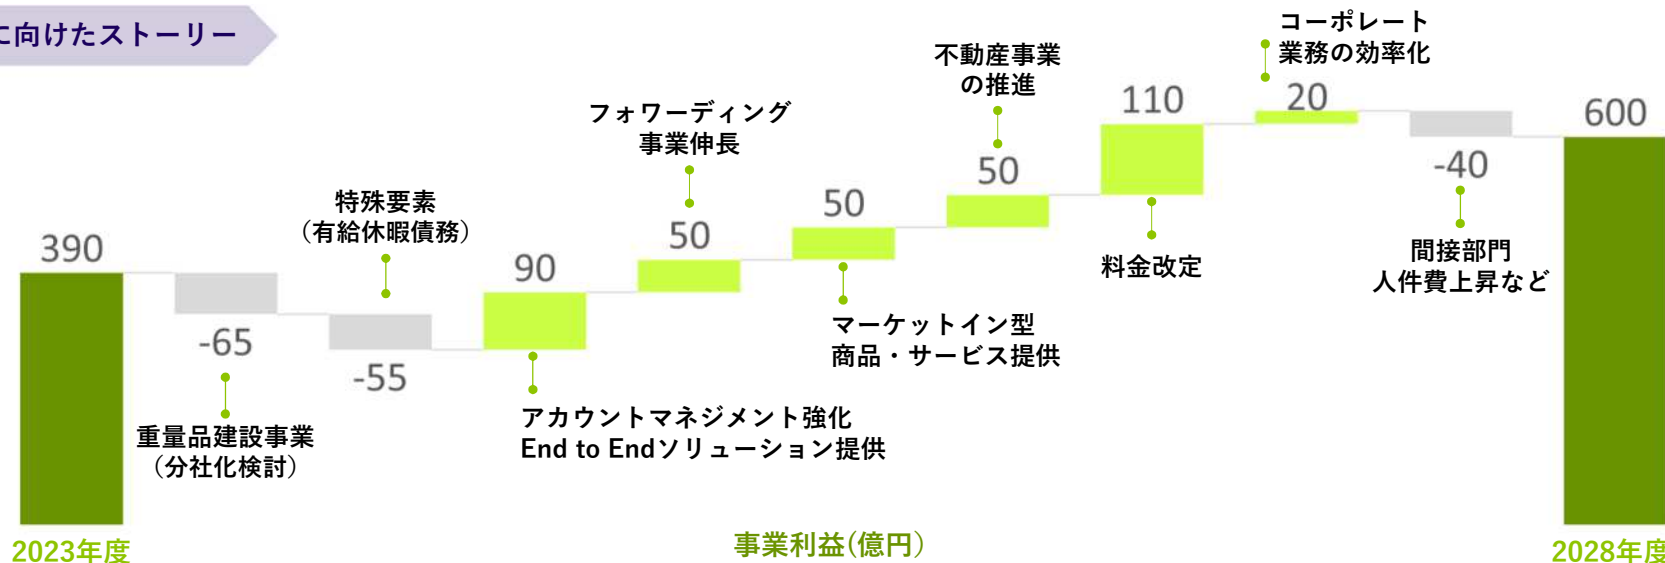 に向けたストーリー
390
-65
重量品建設事業
（分社化検討）
特殊要素
（有給休暇債務）
-55
90
アカウントマネジメント強化
End to Endソリューション提供
フォワーディング
事業伸長
50
50
マーケットイン型
商品・サービス提供
不動産事業
の推進
50
110
料金改定
コーポレート
業務の効率化
20
-40
間接部門
人件費上昇など
600
2023年度
事業利益(億円）
2028年度